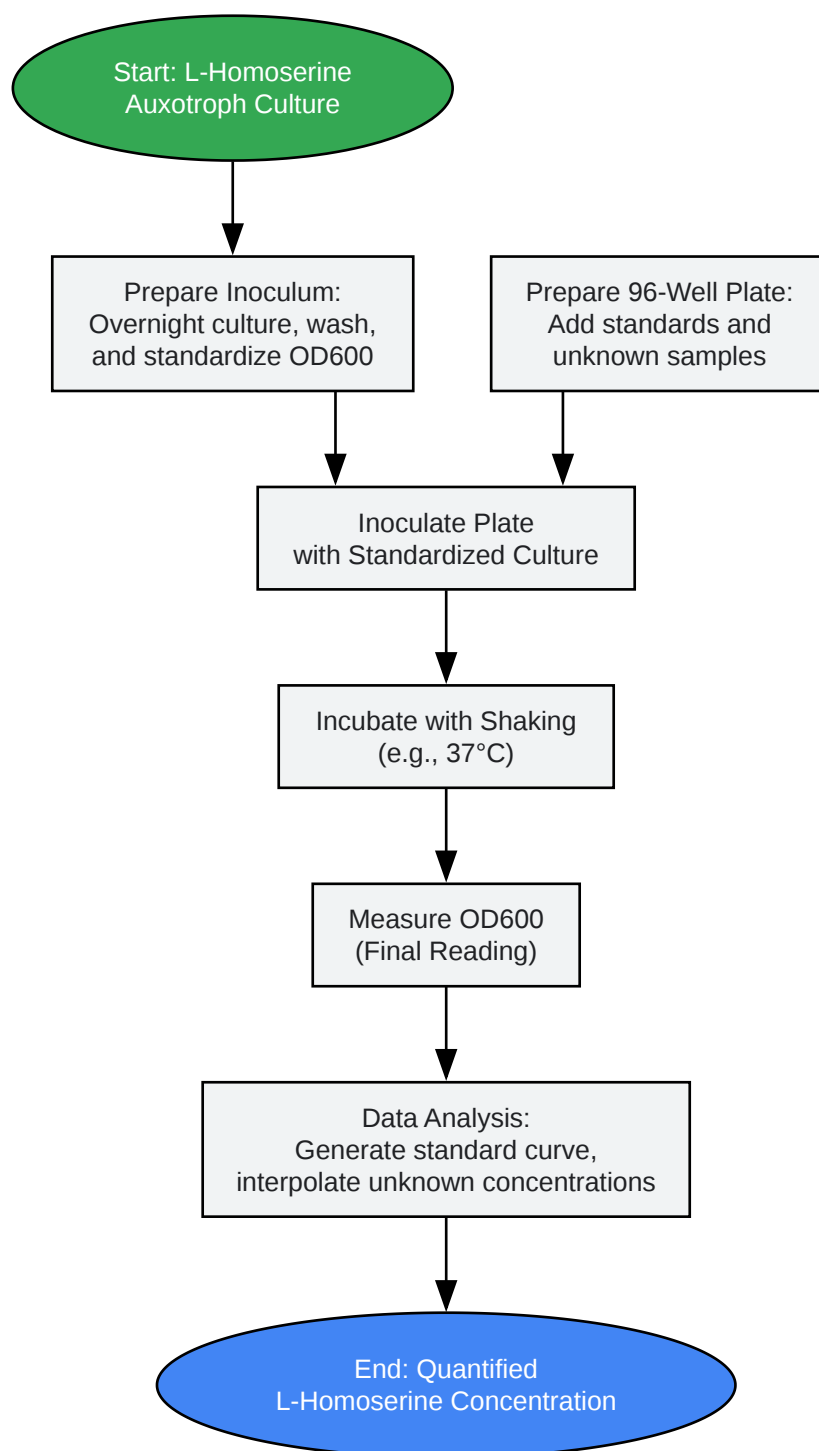 Start: L-Homoserine
Auxotroph Culture
Prepare Inoculum:
Overnight culture, wash,
and standardize OD600
Prepare 96-Well Plate:
Add standards and
unknown samples
Inoculate Plate
with Standardized Culture
Incubate with Shaking
(e.g., 37°C)
Measure OD600
(Final Reading)
Data Analysis:
Generate standard curve,
interpolate unknown concentrations
End: Quantified
L-Homoserine Concentration